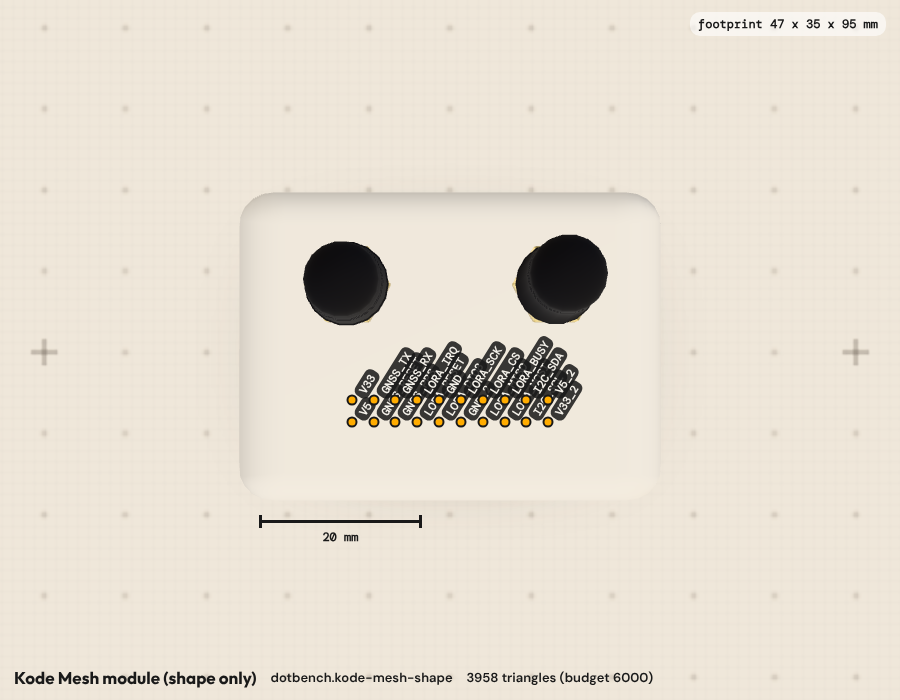 footprint 47 x 35 x 95 mm
LORA_BUSY
GNSS_TX
GNSS_RX
LORA_IRQ
LORA_SCK
LORA_CS
I2C_SDA
V33
GND
V5_2
V5
V33_2
20 mm
Kode Mesh module (shape only) dotbench.kode-mesh-shape 3958 triangles (budget 6000)